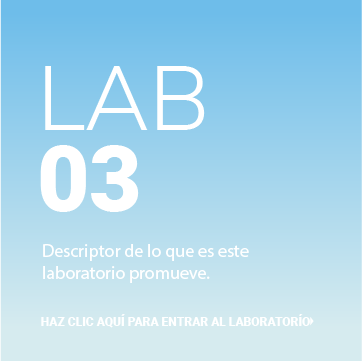 LAB
03
Descriptor de lo que es este
laboratorio promueve.
HAZ CLIC AQUÍ PARA ENTRAR AL LABORATORÍO